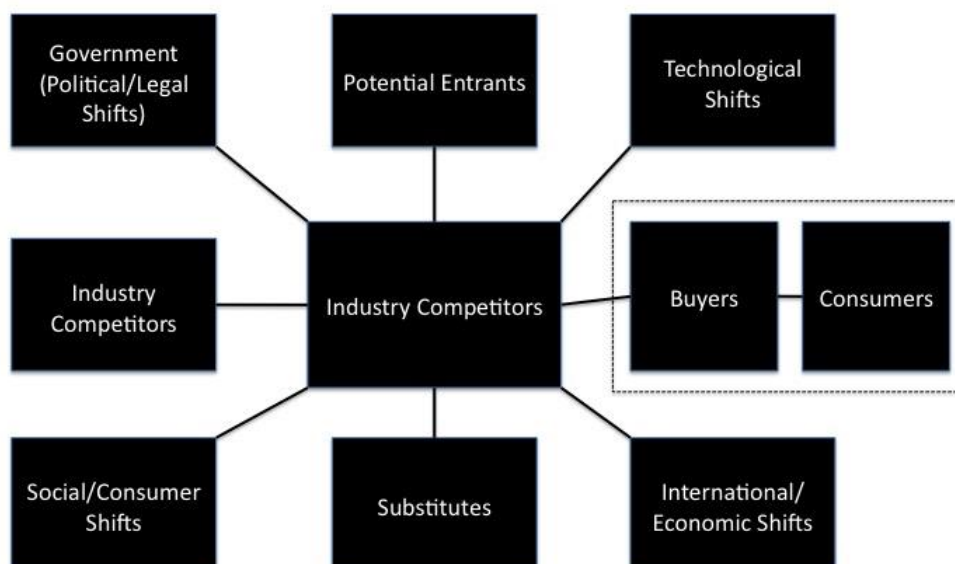 Government
(Political/Legal
Shifts)
Potential Entrants
Technological
Shifts
Industry
Competitors
Industry Competitors
Buyers
Consumers
Social/Consumer
Shifts
Substitutes
International/
Economic Shifts